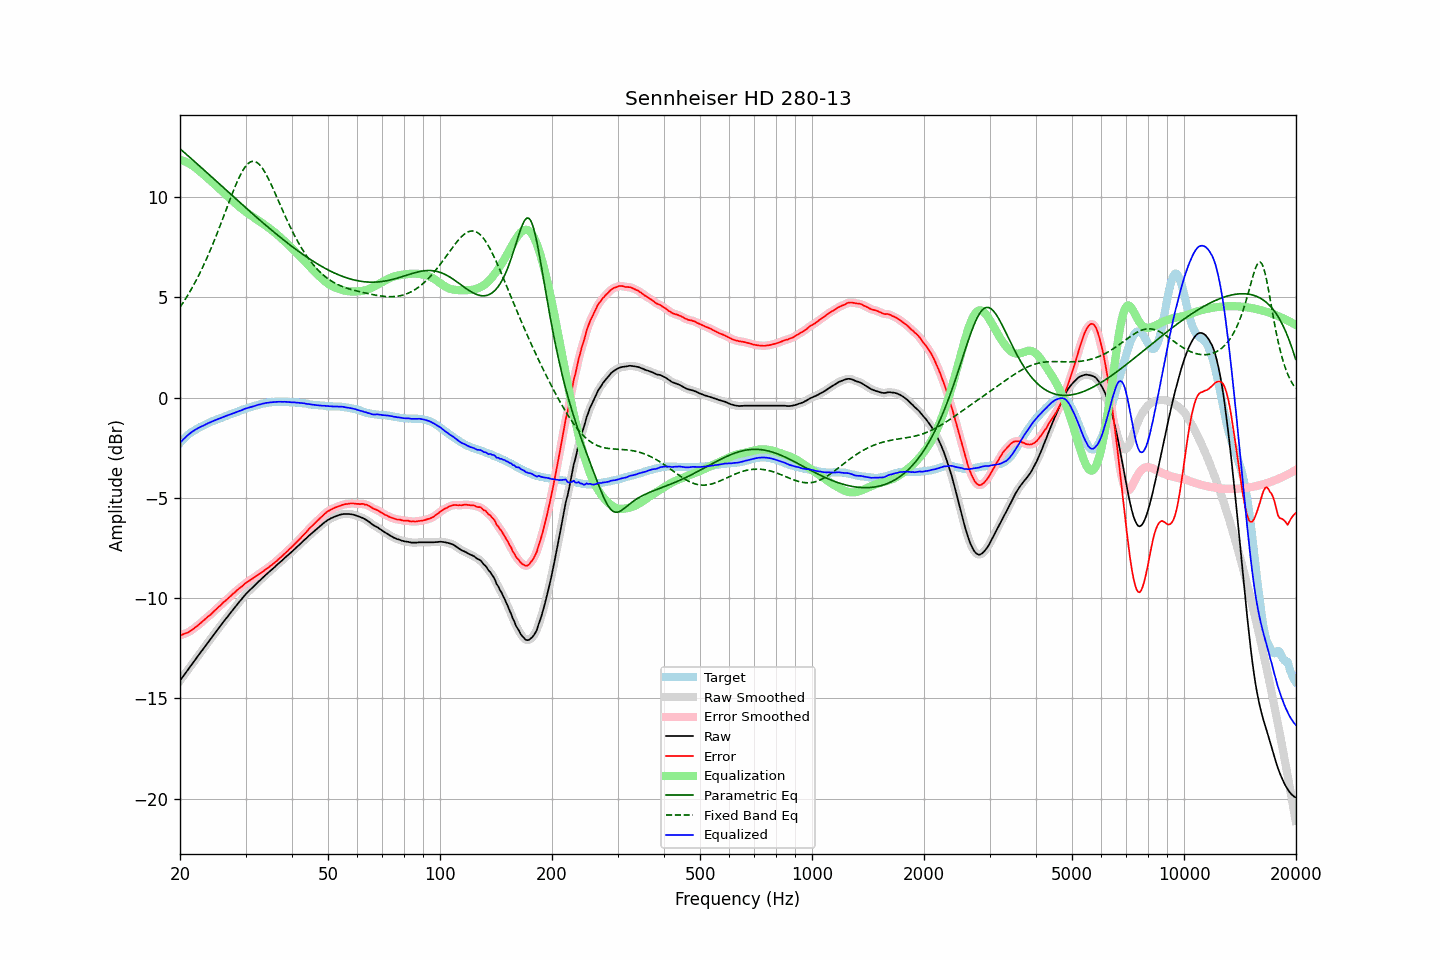 Sennheiser HD 280-13
Amplitude (dBr)
10
5
0
−5
−10
−15
−20
Target
Raw Smoothed
Error Smoothed
Raw
Error
Equalization
Parametric Eq
Fixed Band Eq
Equalized
20 50 100 200 500 1000 2000 5000 10000 20000
Frequency (Hz)